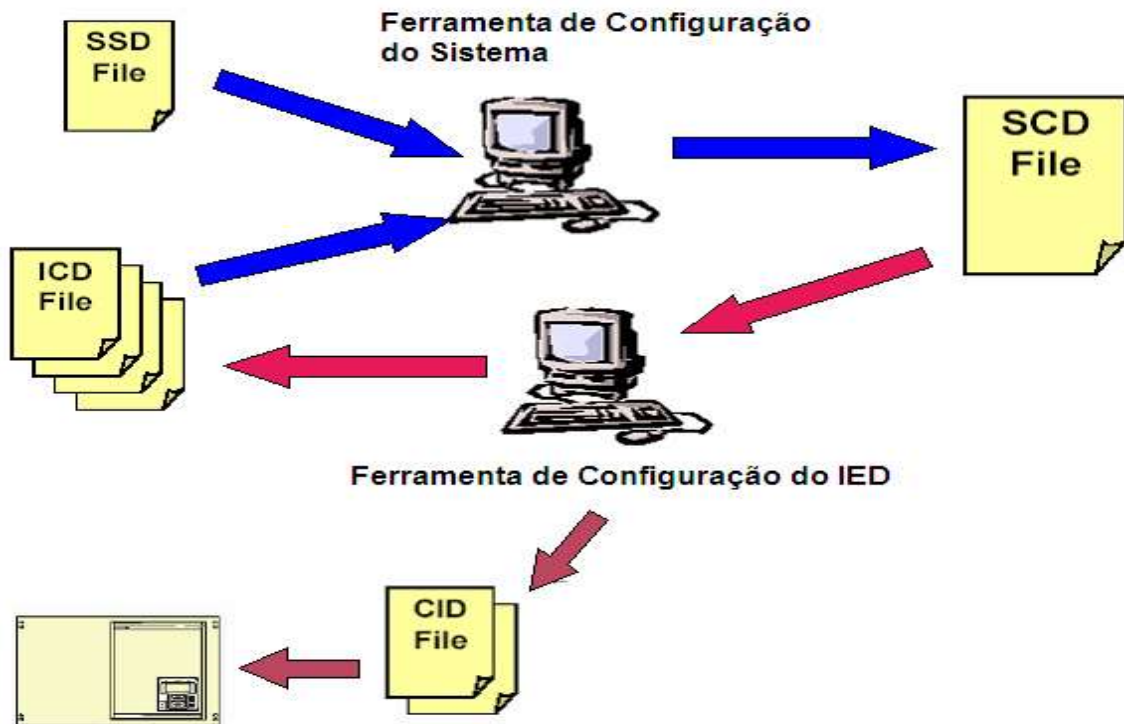 Ferramenta de Configuração
do Sistema
SSD
File
SCD
File
ICD
File
Ferramenta de Configuração do IED
CID
File